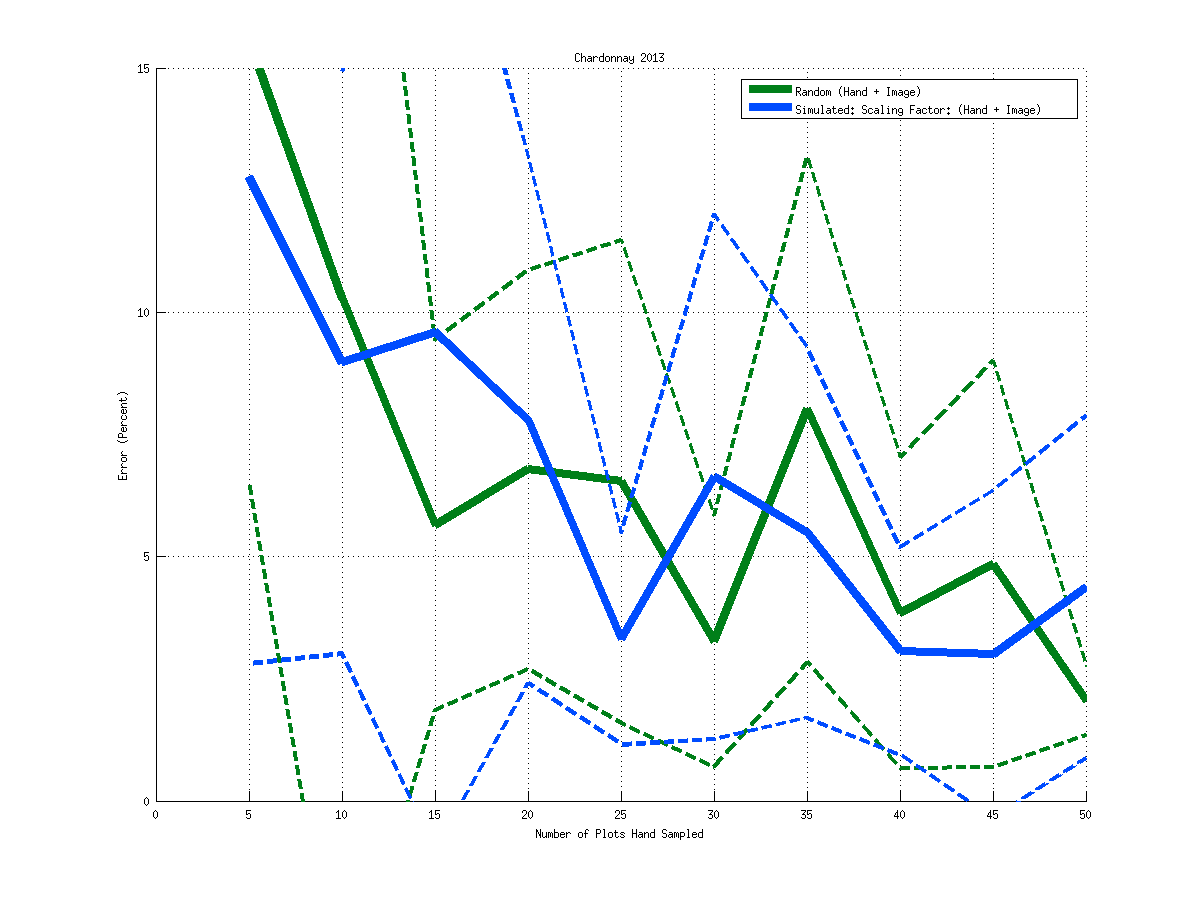 Chardonnay 2013
15
Random (Hand + Image)
Simulated: Scaling Factor: (Hand + Image)
10
Error (Percent)
5
0
0 5 10 15 20 25 30 35 40 45 50
Number of Plots Hand Sampled